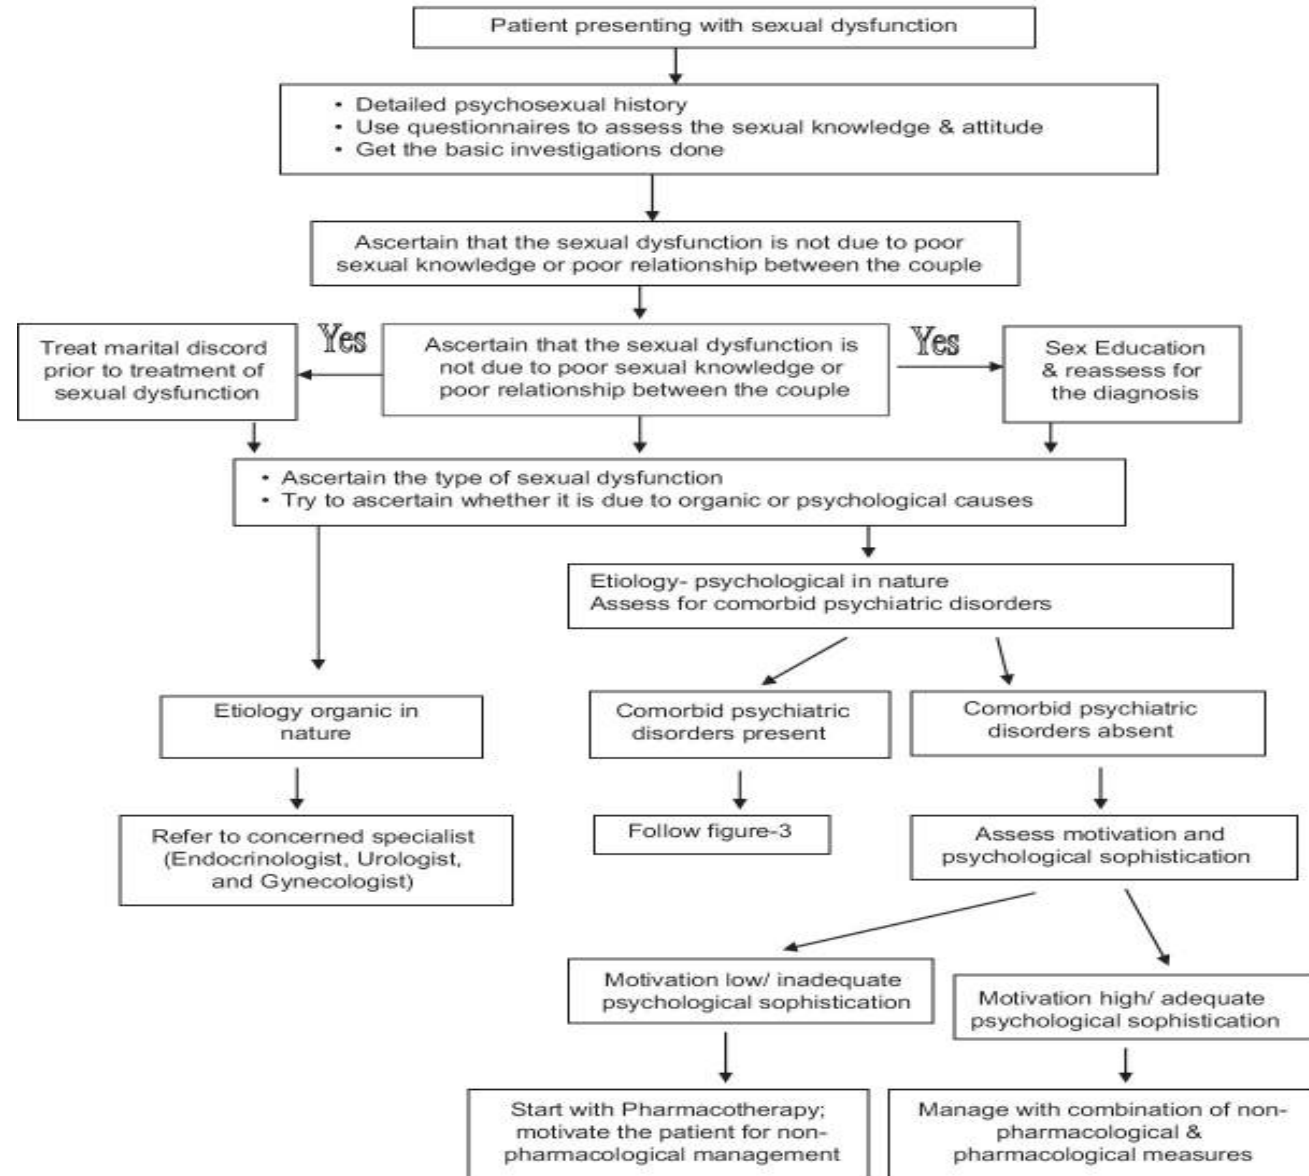 Patient presenting with sexual dysfunction
• Detailed psychosexual history
• Use questionnaires to assess the sexual knowledge & attitude
• Get the basic investigations done
Ascertain that the sexual dysfunction is not due to poor
sexual knowledge or poor relationship between the couple
Treat marital discord
prior to treatment of
sexual dysfunction
Yes
Ascertain that the sexual dysfunction is
not due to poor sexual knowledge or
poor relationship between the couple
Yes
Sex Education
& reassess for
the diagnosis
• Ascertain the type of sexual dysfunction
• Try to ascertain whether it is due to organic or psychological causes
Etiology- psychological in nature
Assess for comorbid psychiatric disorders
Etiology organic in
nature
Comorbid psychiatric
disorders present
Comorbid psychiatric
disorders absent
Refer to concerned specialist
(Endocrinologist, Urologist,
and Gynecologist)
Follow figure-3
Assess motivation and
psychological sophistication
Motivation low/ inadequate
psychological sophistication
Motivation high/ adequate
psychological sophistication
Start with Pharmacotherapy;
motivate the patient for non-
pharmacological management
Manage with combination of non-
pharmacological &
pharmacological measures